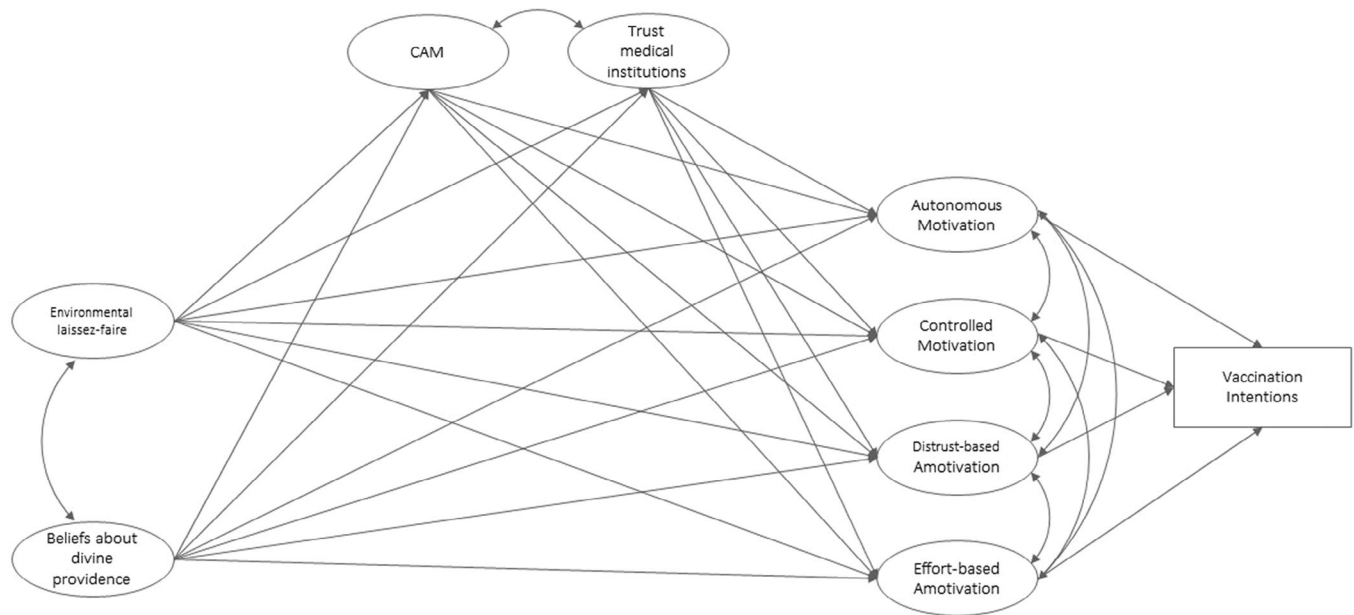 CAM
Trust
medical
institutions
Autonomous
Motivation
Environmental
laissez-faire
Controlled
Motivation
Vaccination
Intentions
Distrust-based
Amotivation
Beliefs about
divine
providence
Effort-based
Amotivation